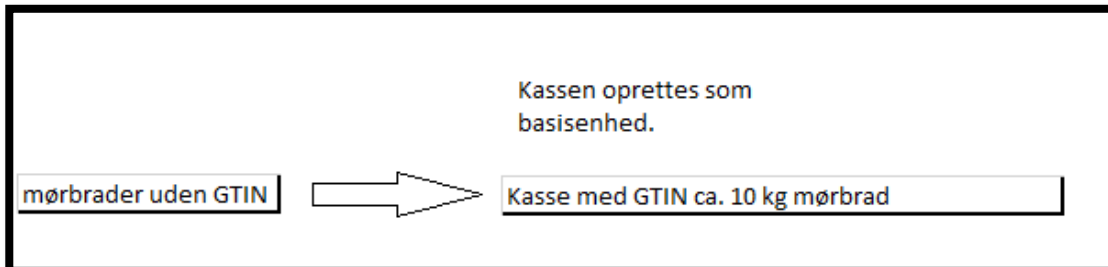 Kassen oprettes som
basisenhed.
mørbrader uden GTIN
Kasse med GTIN ca. 10 kg mørbrad